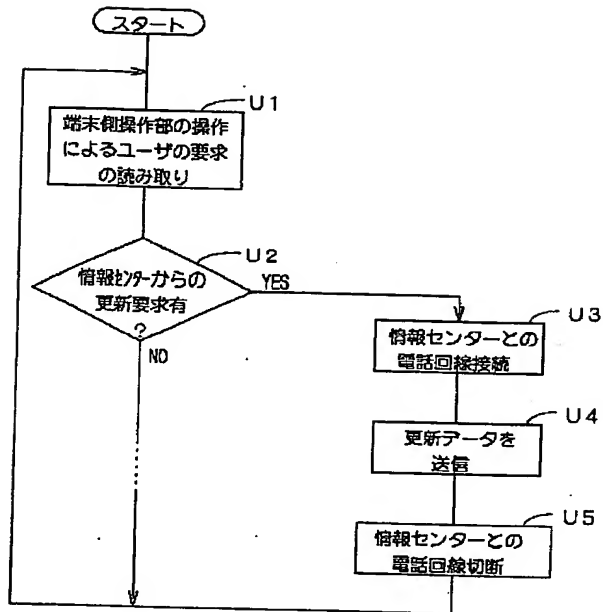 スタート
U1
端末側操作部の操作
によるユーザの要求
の読み取り
U2
情報センターからの
更新要求有
?
YES
NO
U3
情報センターとの
電話回線接続
U4
更新データを
送信
U5
情報センターとの
電話回線切断